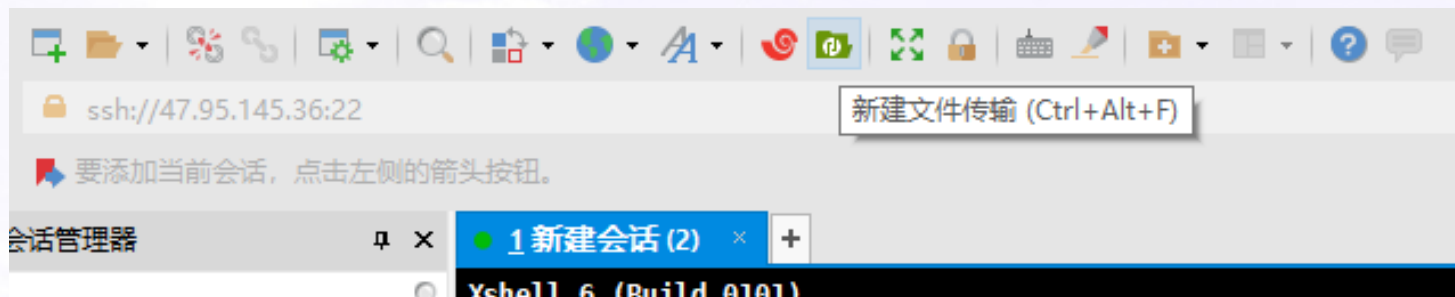 ssh://47.95.145.36:22
新建文件传输 (Ctrl+Alt+F)
要添加当前会话，点击左侧的箭头按钮。
会话管理器
1 新建会话 (2)
Xshell 6 (Build 0101)